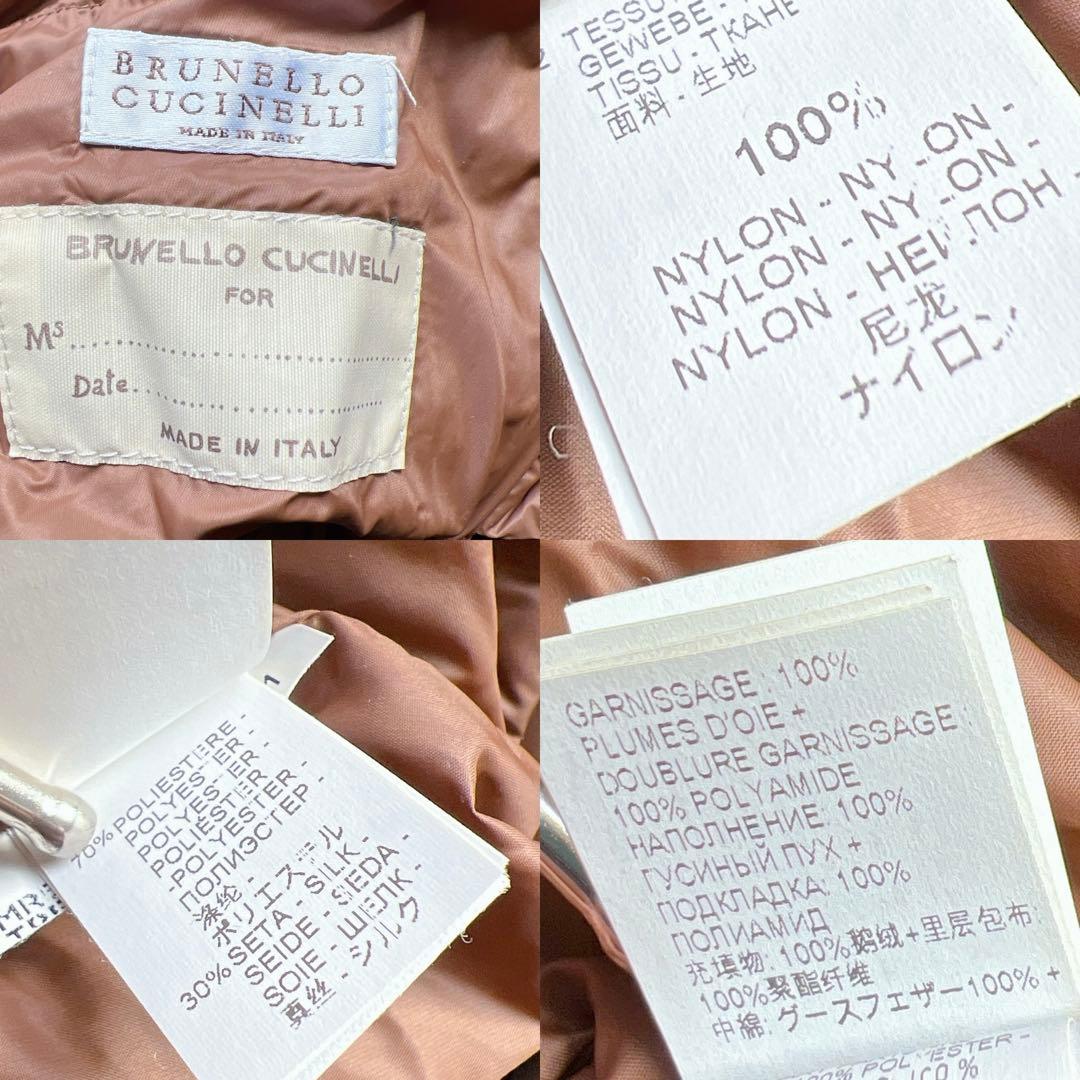 BRUNELLO
CUCINELLI
MADE IN ITALY
BRUNELLO CUCINELLI
FOR
Ms
Date
MADE IN ITALY
GEWEBE -
TISSU - ТКАНЕ
面料 - 生地
100%
NYLON - NY ON -
NYLON - NY ON -
NYLON - НЕЙЛОН -
尼龙
ナイロン
1
70% POLIESTERE -
POLYESTER -
POLYESTER -
-POLIÉSTER -
-POLYESTER -
ПОЛИЭСТЕР -
涤纶 -
ポリエステル
30% SETA - SILK -
SEIDE - SEDA -
SOIE - ШЕЛК -
真丝 - シルク
GARNISSAGE : 100%
PLUMES D'OIE +
DOUBLURE GARNISSAGE :
100% POLYAMIDE
НАПОЛНЕНИЕ: 100%
ГУСИНЫЙ ПУХ +
ПОДКЛАДКА: 100%
ПОЛИАМИД
充填物: 100%鹅绒+里层包布:
100%聚酯纤维
中綿: グースフェザー100% +